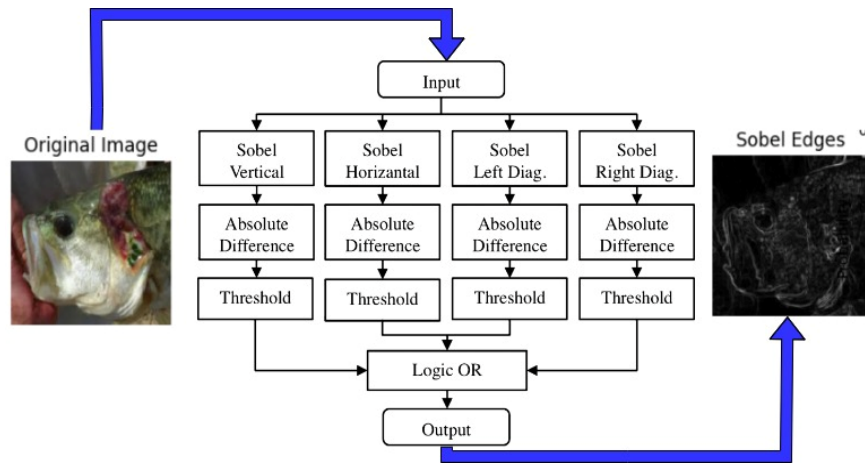 Input
Original Image
Sobel
Vertical
Sobel
Horizantal
Sobel
Left Diag.
Sobel
Right Diag.
Sobel Edges
Absolute
Difference
Absolute
Difference
Absolute
Difference
Absolute
Difference
Threshold
Threshold
Threshold
Threshold
Logic OR
Output